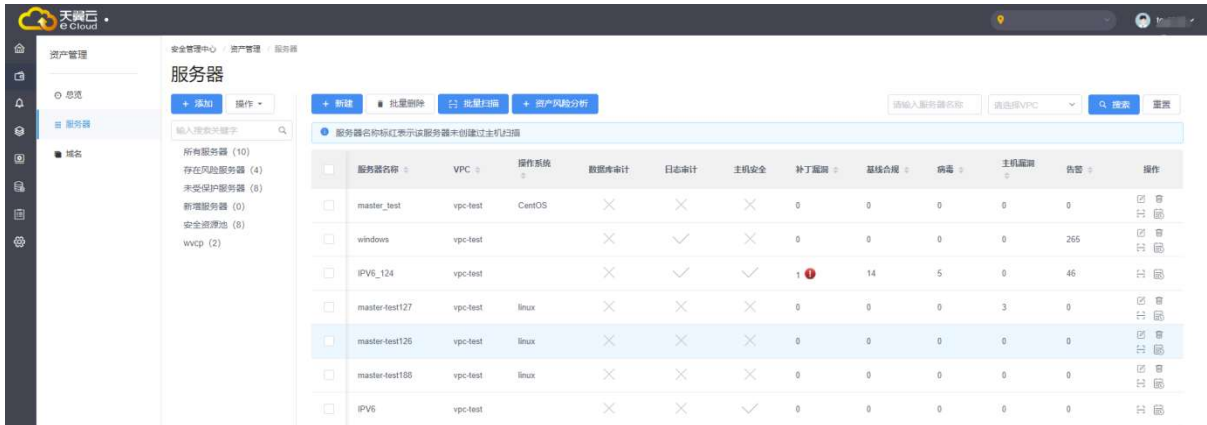 天翼云
e Cloud
资产管理
总览
服务器
域名
安全管理中心 / 资产管理 / 服务器
服务器
+ 添加 操作
输入搜索关键字
所有服务器 (10)
存在风险服务器 (4)
未受保护服务器 (8)
新增服务器 (0)
安全资源池 (8)
wvcp (2)
+ 新建 批量删除 批量扫描 + 资产风险分析 请输入服务器名称 请选择VPC 搜索 重置
服务器名称标红表示该服务器未创建过主机扫描
服务器名称 VPC 操作系统 数据库审计 日志审计 主机安全 补丁漏洞 基线合规 病毒 主机漏洞 告警 操作
master_test vpc-test CentOS 0 0 0 0 0
windows vpc-test 0 0 0 0 265
IPV6_124 vpc-test 1 14 5 0 46
master-test127 vpc-test linux 0 0 0 3 0
master-test126 vpc-test linux 0 0 0 0 0
master-test188 vpc-test linux 0 0 0 0 0
IPV6 vpc-test 0 0 0 0 0